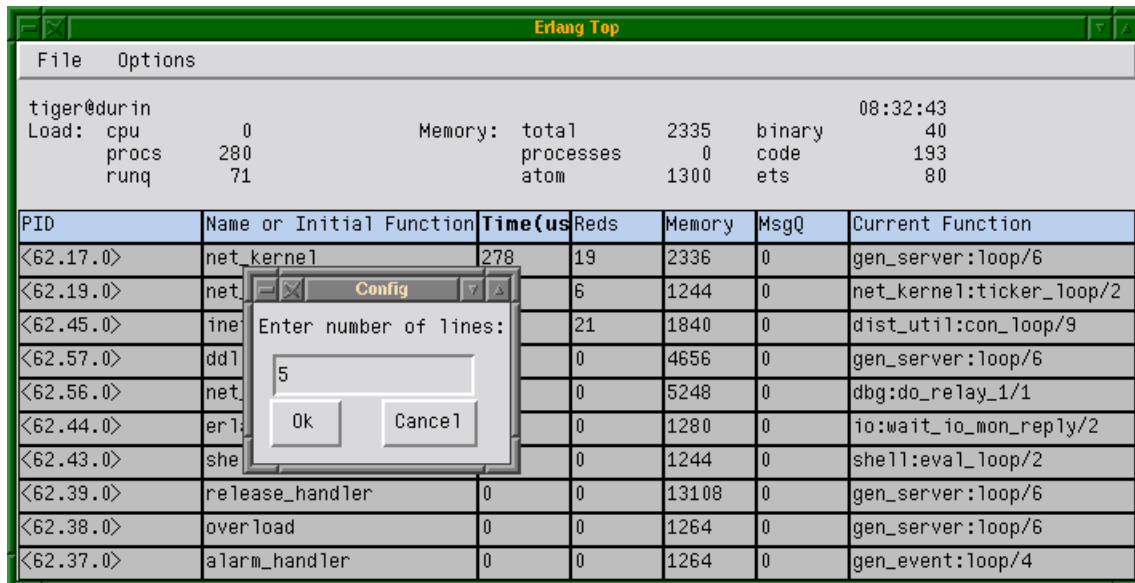 Erlang Top
File Options
tiger@durin 08:32:43
Load: cpu 0 Memory: total 2335 binary 40
procs 280 processes 0 code 193
runq 71 atom 1300 ets 80
PID Name or Initial Function Time(us Reds Memory MsgQ Current Function
<62.17.0> net_kernel 278 19 2336 0 gen_server:loop/6
<62.19.0> net_ 6 1244 0 net_kernel:ticker_loop/2
<62.45.0> ine 21 1840 0 dist_util:con_loop/9
<62.57.0> ddl 0 4656 0 gen_server:loop/6
<62.56.0> net_ 0 5248 0 dbg:do_relay_1/1
<62.44.0> erl 0 1280 0 io:wait_io_mon_reply/2
<62.43.0> she 0 1244 0 shell:eval_loop/2
<62.39.0> release_handler 0 0 13108 0 gen_server:loop/6
<62.38.0> overload 0 0 1264 0 gen_server:loop/6
<62.37.0> alarm_handler 0 0 1264 0 gen_event:loop/4
Config
Enter number of lines:
5
Ok Cancel